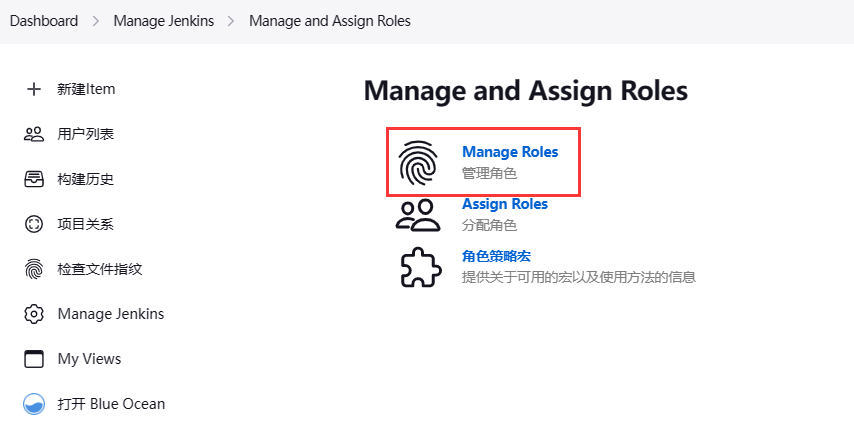 Dashboard > Manage Jenkins > Manage and Assign Roles
新建Item
用户列表
构建历史
项目关系
检查文件指纹
Manage Jenkins
My Views
打开 Blue Ocean
Manage and Assign Roles
Manage Roles
管理角色
Assign Roles
分配角色
角色策略宏
提供关于可用的宏以及使用方法的信息